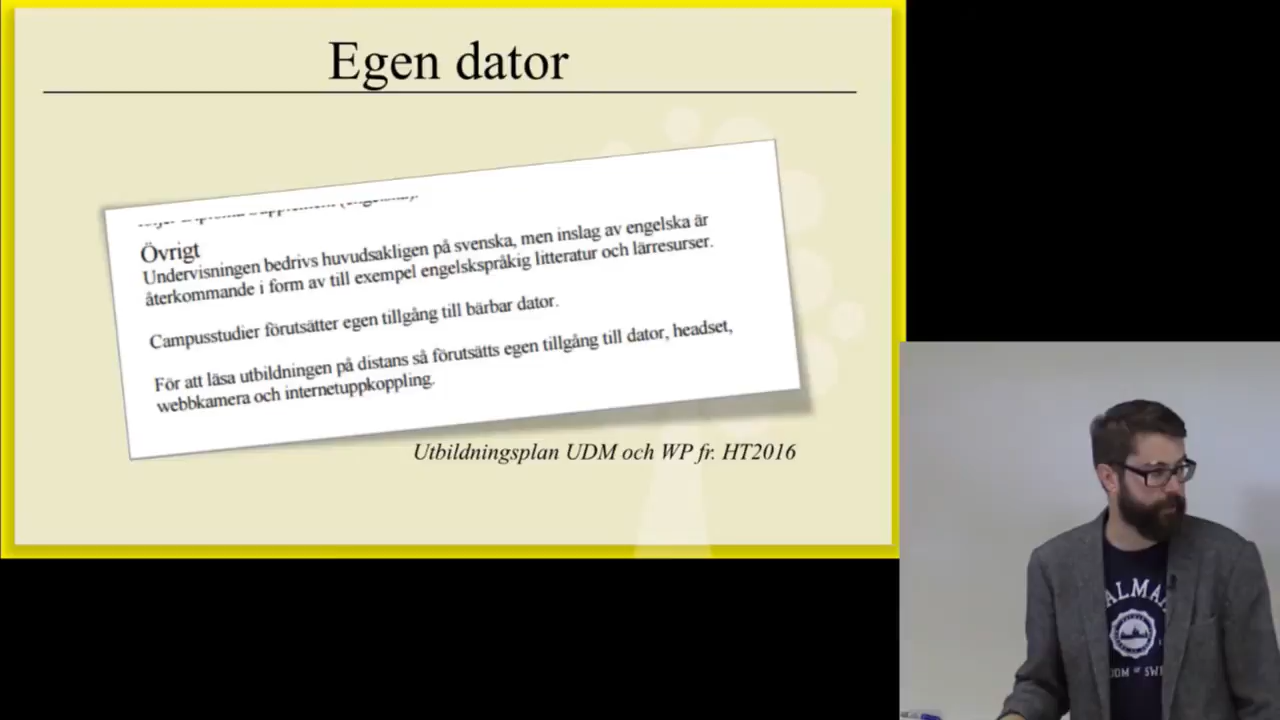 Egen dator
Övrigt
Undervisningen bedrivs huvudsakligen på svenska, men inslag av engelska är
återkommande i form av till exempel engelskspråkig litteratur och lärresurser.
Campusstudier förutsätter egen tillgång till bärbar dator.
För att läsa utbildningen på distans så förutsätts egen tillgång till dator, headset,
webbkamera och internetuppkoppling.
Utbildningsplan UDM och WP fr. HT2016